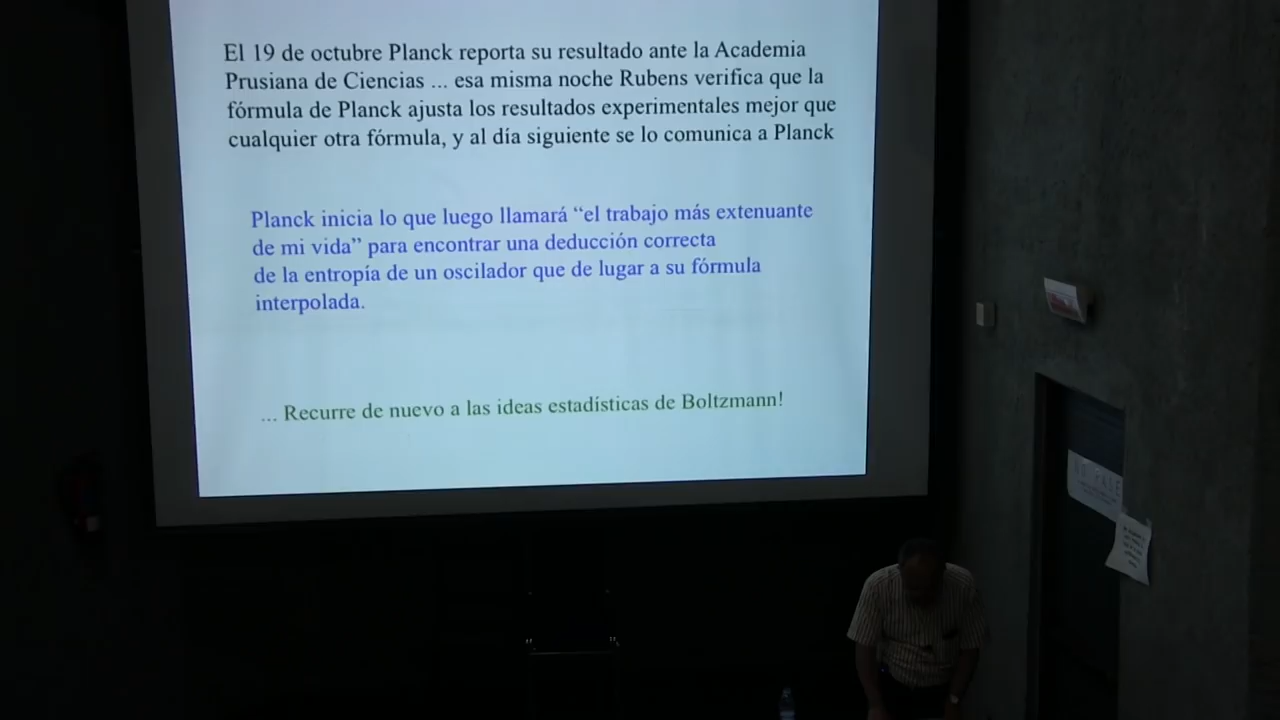 El 19 de octubre Planck reporta su resultado ante la Academia
Prusiana de Ciencias ... esa misma noche Rubens verifica que la
fórmula de Planck ajusta los resultados experimentales mejor que
cualquier otra fórmula, y al día siguiente se lo comunica a Planck
Planck inicia lo que luego llamará “el trabajo más extenuante
de mi vida” para encontrar una deducción correcta
de la entropía de un oscilador que de lugar a su fórmula
interpolada.
... Recurre de nuevo a las ideas estadísticas de Boltzmann!